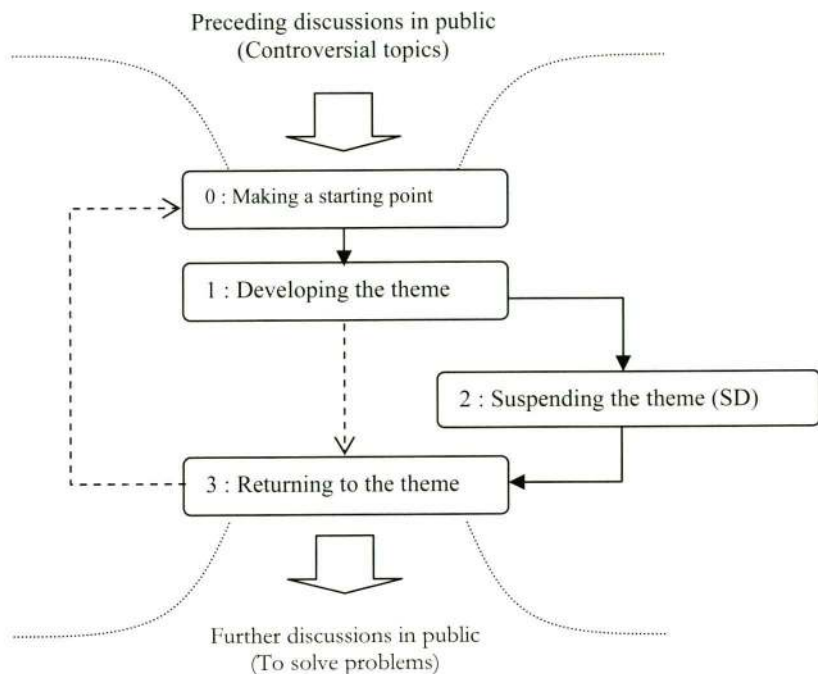 Preceding discussions in public
(Controversial topics)
0 : Making a starting point
1 : Developing the theme
2 : Suspending the theme (SD)
3 : Returning to the theme
Further discussions in public
(To solve problems)